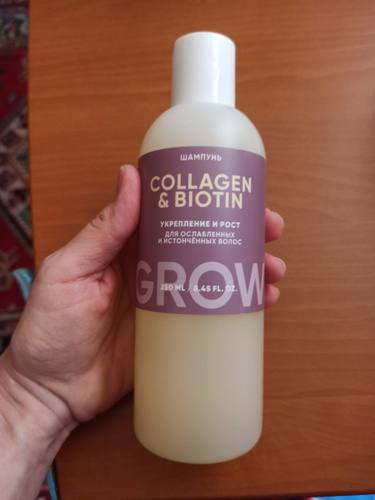 ШАМПУНЬ
COLLAGEN
& BIOTIN
УКРЕПЛЕНИЕ И РОСТ
ДЛЯ ОСЛАБЛЕННЫХ
И ИСТОНЧЁННЫХ ВОЛОС
GROW
250 ML / 8.45 FL. OZ.